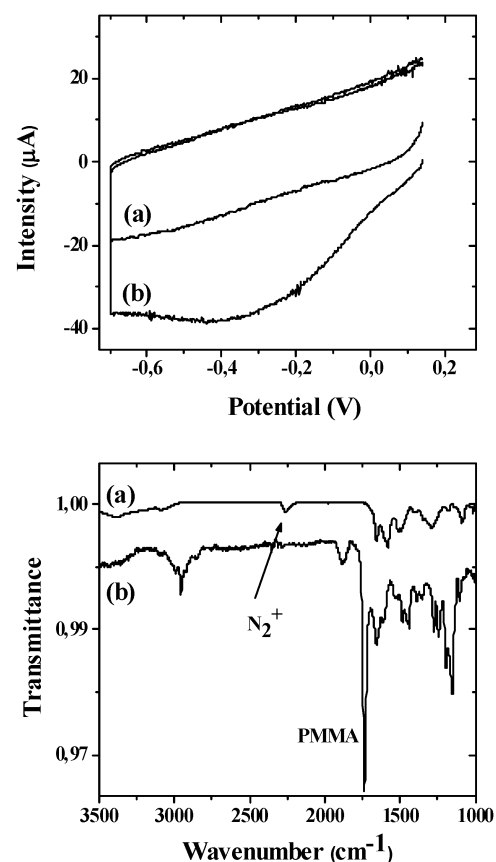 20
0
-20
-40
Intensity (µA)
(a)
(b)
-0,6 -0,4 -0,2 0,0 0,2
Potential (V)
(a)
1,00
(b)
N2+
0,99
PMMA
0,97
Transmittance
3500 3000 2500 2000 1500 1000
Wavenumber (cm-1)